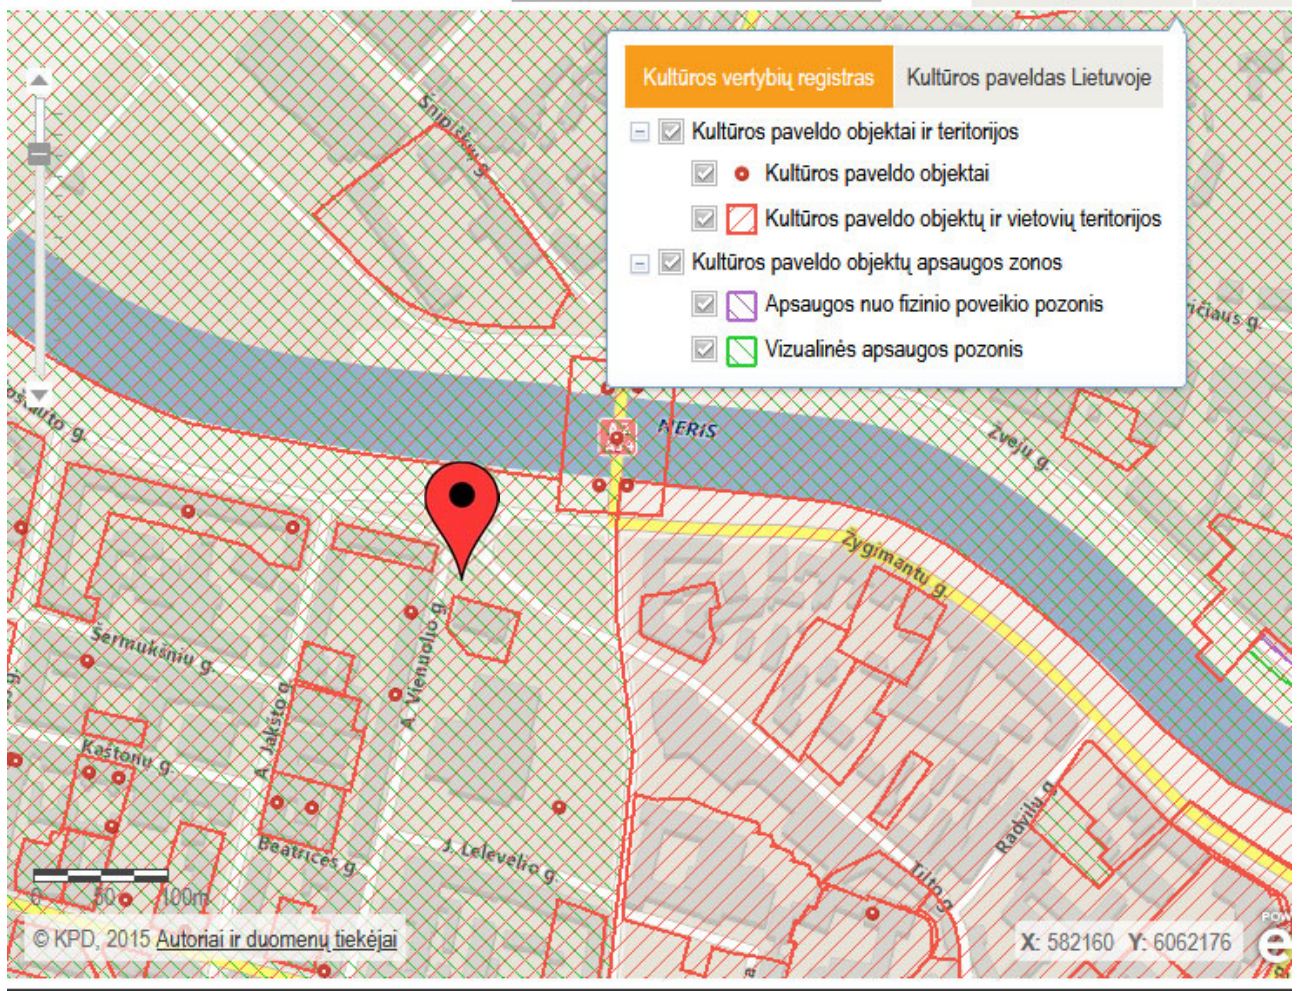 Kultūros vertybių registras
Kultūros paveldas Lietuvoje
Kultūros paveldo objektai ir teritorijos
Kultūros paveldo objektai
Kultūros paveldo objektų ir vietovių teritorijos
Kultūros paveldo objektų apsaugos zonos
Apsaugos nuo fizinio poveikio pozonis
Vizualinės apsaugos pozonis
Šnipiškių g.
NERIS
Žvejų g.
Žygimantų g.
Šermukšnių g.
A. Vienuolio g.
A. Jakšto g.
Kaštonų g.
Beatričės g.
J. Lelevelio g.
Radvilų g.
Tilto g.
0 50 100m
© KPD, 2015 Autoriai ir duomenų tiekėjai
X: 582160 Y: 6062176